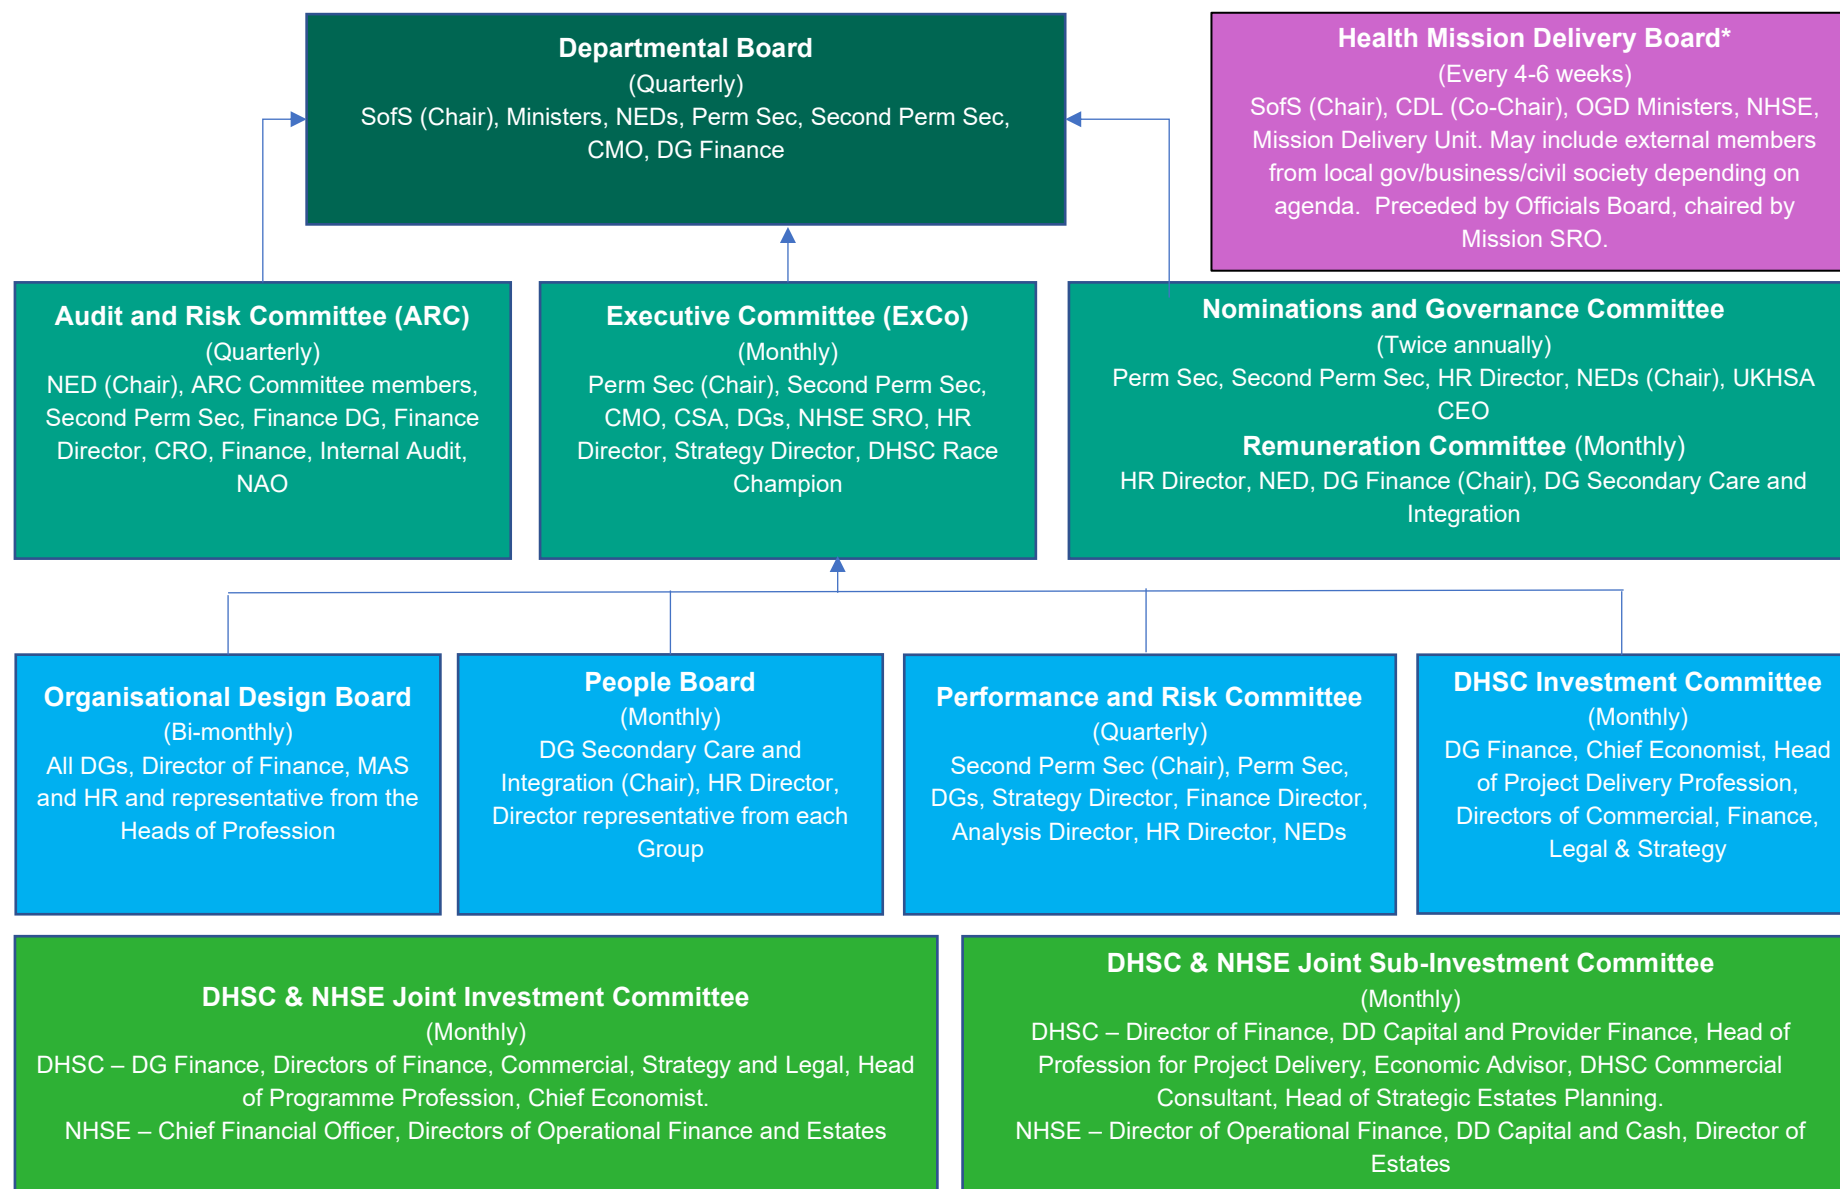 Departmental Board
(Quarterly)
SofS (Chair), Ministers, NEDs, Perm Sec, Second Perm Sec,
CMO, DG Finance
Health Mission Delivery Board*
(Every 4-6 weeks)
SofS (Chair), CDL (Co-Chair), OGD Ministers, NHSE,
Mission Delivery Unit. May include external members
from local gov/business/civil society depending on
agenda. Preceded by Officials Board, chaired by
Mission SRO.
Audit and Risk Committee (ARC)
(Quarterly)
NED (Chair), ARC Committee members,
Second Perm Sec, Finance DG, Finance
Director, CRO, Finance, Internal Audit,
NAO
Executive Committee (ExCo)
(Monthly)
Perm Sec (Chair), Second Perm Sec,
CMO, CSA, DGs, NHSE SRO, HR
Director, Strategy Director, DHSC Race
Champion
Nominations and Governance Committee
(Twice annually)
Perm Sec, Second Perm Sec, HR Director, NEDs (Chair), UKHSA
CEO
Remuneration Committee (Monthly)
HR Director, NED, DG Finance (Chair), DG Secondary Care and
Integration
Organisational Design Board
(Bi-monthly)
All DGs, Director of Finance, MAS
and HR and representative from the
Heads of Profession
People Board
(Monthly)
DG Secondary Care and
Integration (Chair), HR Director,
Director representative from each
Group
Performance and Risk Committee
(Quarterly)
Second Perm Sec (Chair), Perm Sec,
DGs, Strategy Director, Finance Director,
Analysis Director, HR Director, NEDs
DHSC Investment Committee
(Monthly)
DG Finance, Chief Economist, Head
of Project Delivery Profession,
Directors of Commercial, Finance,
Legal & Strategy
DHSC & NHSE Joint Investment Committee
(Monthly)
DHSC – DG Finance, Directors of Finance, Commercial, Strategy and Legal, Head
of Programme Profession, Chief Economist.
NHSE – Chief Financial Officer, Directors of Operational Finance and Estates
DHSC & NHSE Joint Sub-Investment Committee
(Monthly)
DHSC – Director of Finance, DD Capital and Provider Finance, Head of
Profession for Project Delivery, Economic Advisor, DHSC Commercial
Consultant, Head of Strategic Estates Planning.
NHSE – Director of Operational Finance, DD Capital and Cash, Director of
Estates